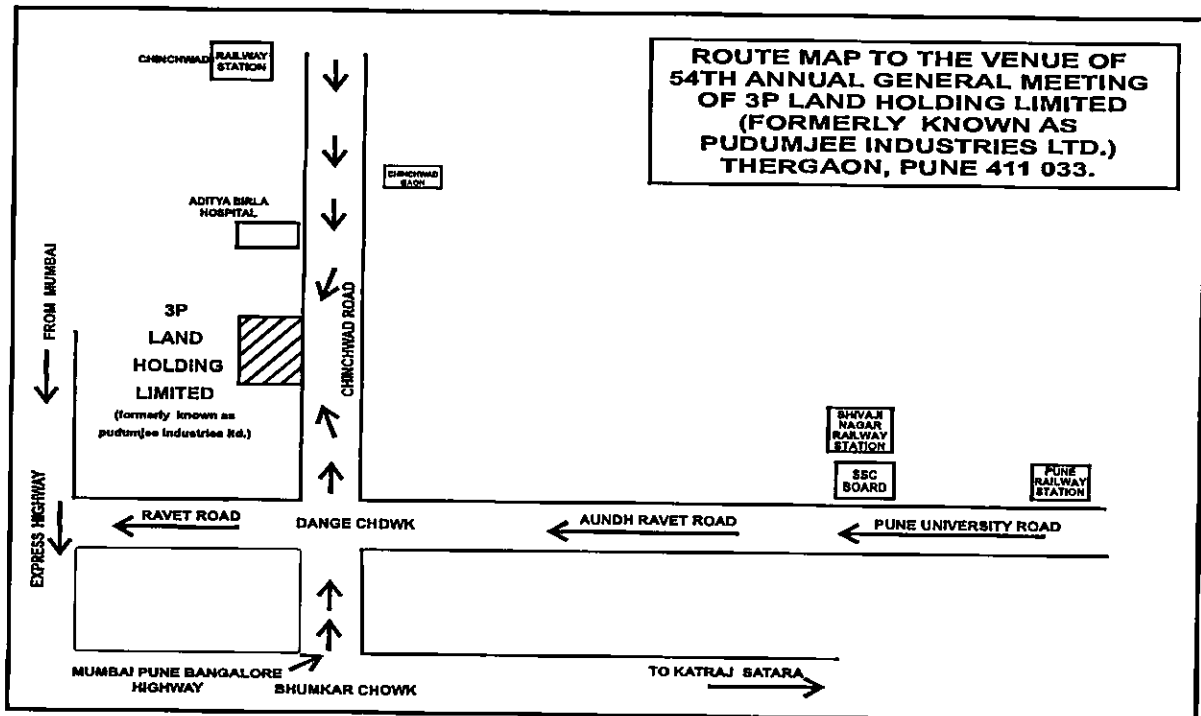 CHINCHWAD
RAILWAY
STATION
ROUTE MAP TO THE VENUE OF
54TH ANNUAL GENERAL MEETING
OF 3P LAND HOLDING LIMITED
(FORMERLY KNOWN AS
PUDUMJEE INDUSTRIES LTD.)
THERGAON, PUNE 411 033.
CHINCHWAD
GAON
ADITYA BIRLA
HOSPITAL
FROM MUMBAI
3P
LAND
HOLDING
LIMITED
(formerly known as
pudumjee industries ltd.)
CHINCHWAD ROAD
SHIVAJI
NAGAR
RAILWAY
STATION
SSC
BOARD
PUNE
RAILWAY
STATION
EXPRESS HIGHWAY
RAVET ROAD
DANGE CHOWK
AUNDH RAVET ROAD
PUNE UNIVERSITY ROAD
MUMBAI PUNE BANGALORE
HIGHWAY
BHUMKAR CHOWK
TO KATRAJ SATARA